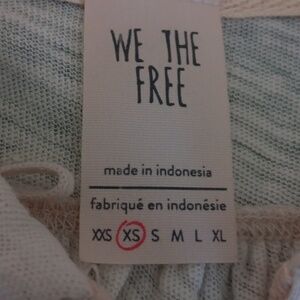 WE THE
FREE
made in indonesia
fabriqué en indonésie
XXS XS S M L XL